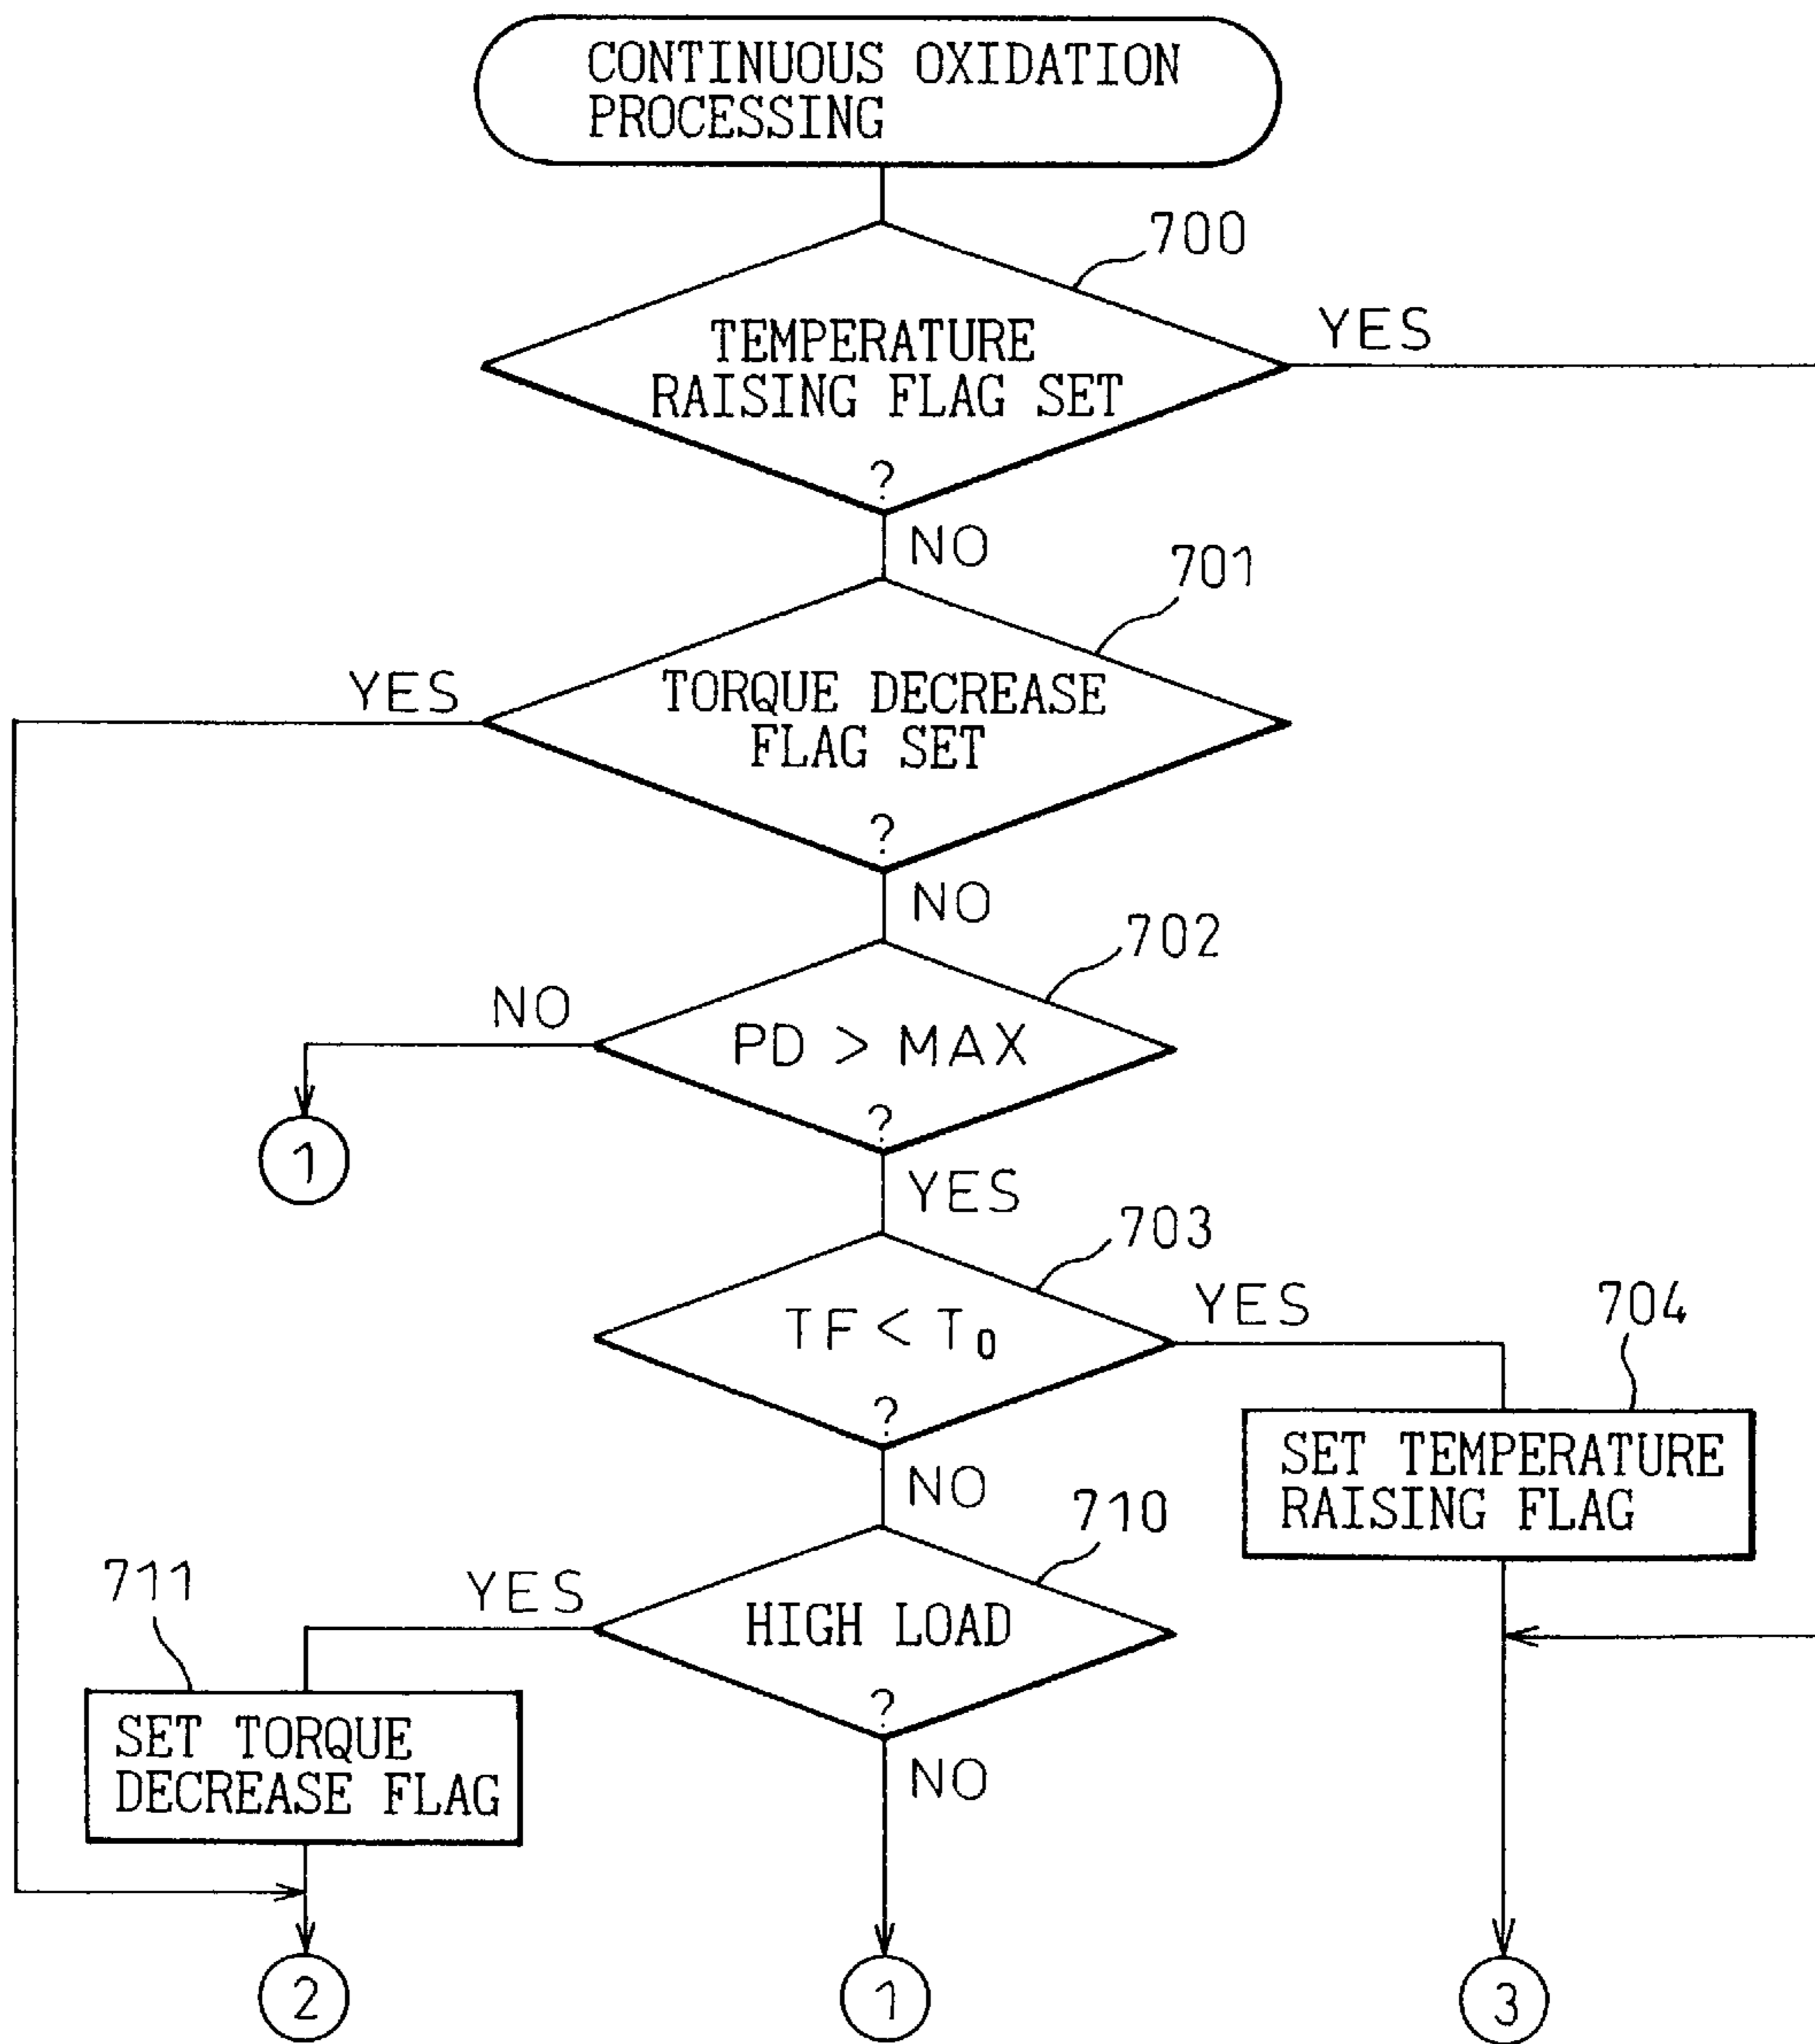 CONTINUOUS OXIDATION
PROCESSING
700
TEMPERATURE
RAISING FLAG SET
?
YES
NO
701
YES
TORQUE DECREASE
FLAG SET
?
NO
702
NO
PD > MAX
?
1
YES
703
TF < T₀
?
YES
704
SET TEMPERATURE
RAISING FLAG
NO
710
711
YES
HIGH LOAD
?
SET TORQUE
DECREASE FLAG
NO
2
1
3